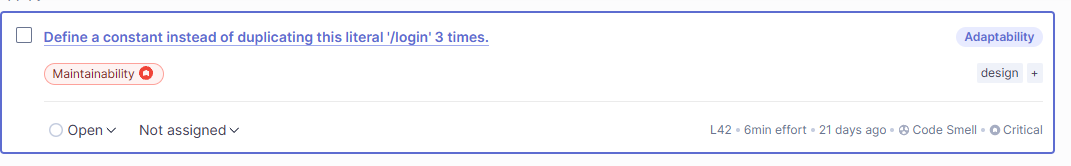 Define a constant instead of duplicating this literal '/login' 3 times.
Adaptability
Maintainability
design +
Open Not assigned
L42 • 6min effort • 21 days ago • Code Smell • Critical